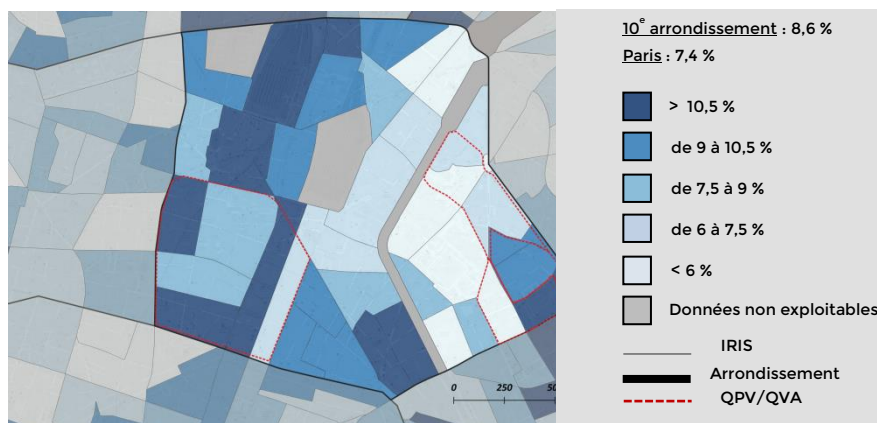 10e arrondissement : 8,6 %
Paris : 7,4 %
> 10,5 %
de 9 à 10,5 %
de 7,5 à 9 %
de 6 à 7,5 %
< 6 %
Données non exploitables
IRIS
Arrondissement
QPV/QVA
0 250